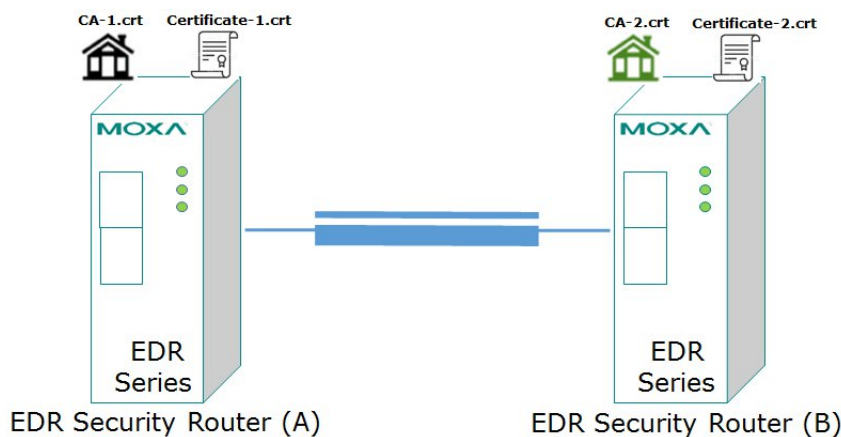 CA-1.crt Certificate-1.crt
CA-2.crt Certificate-2.crt
MOXA
MOXA
EDR
Series
EDR
Series
EDR Security Router (A)
EDR Security Router (B)